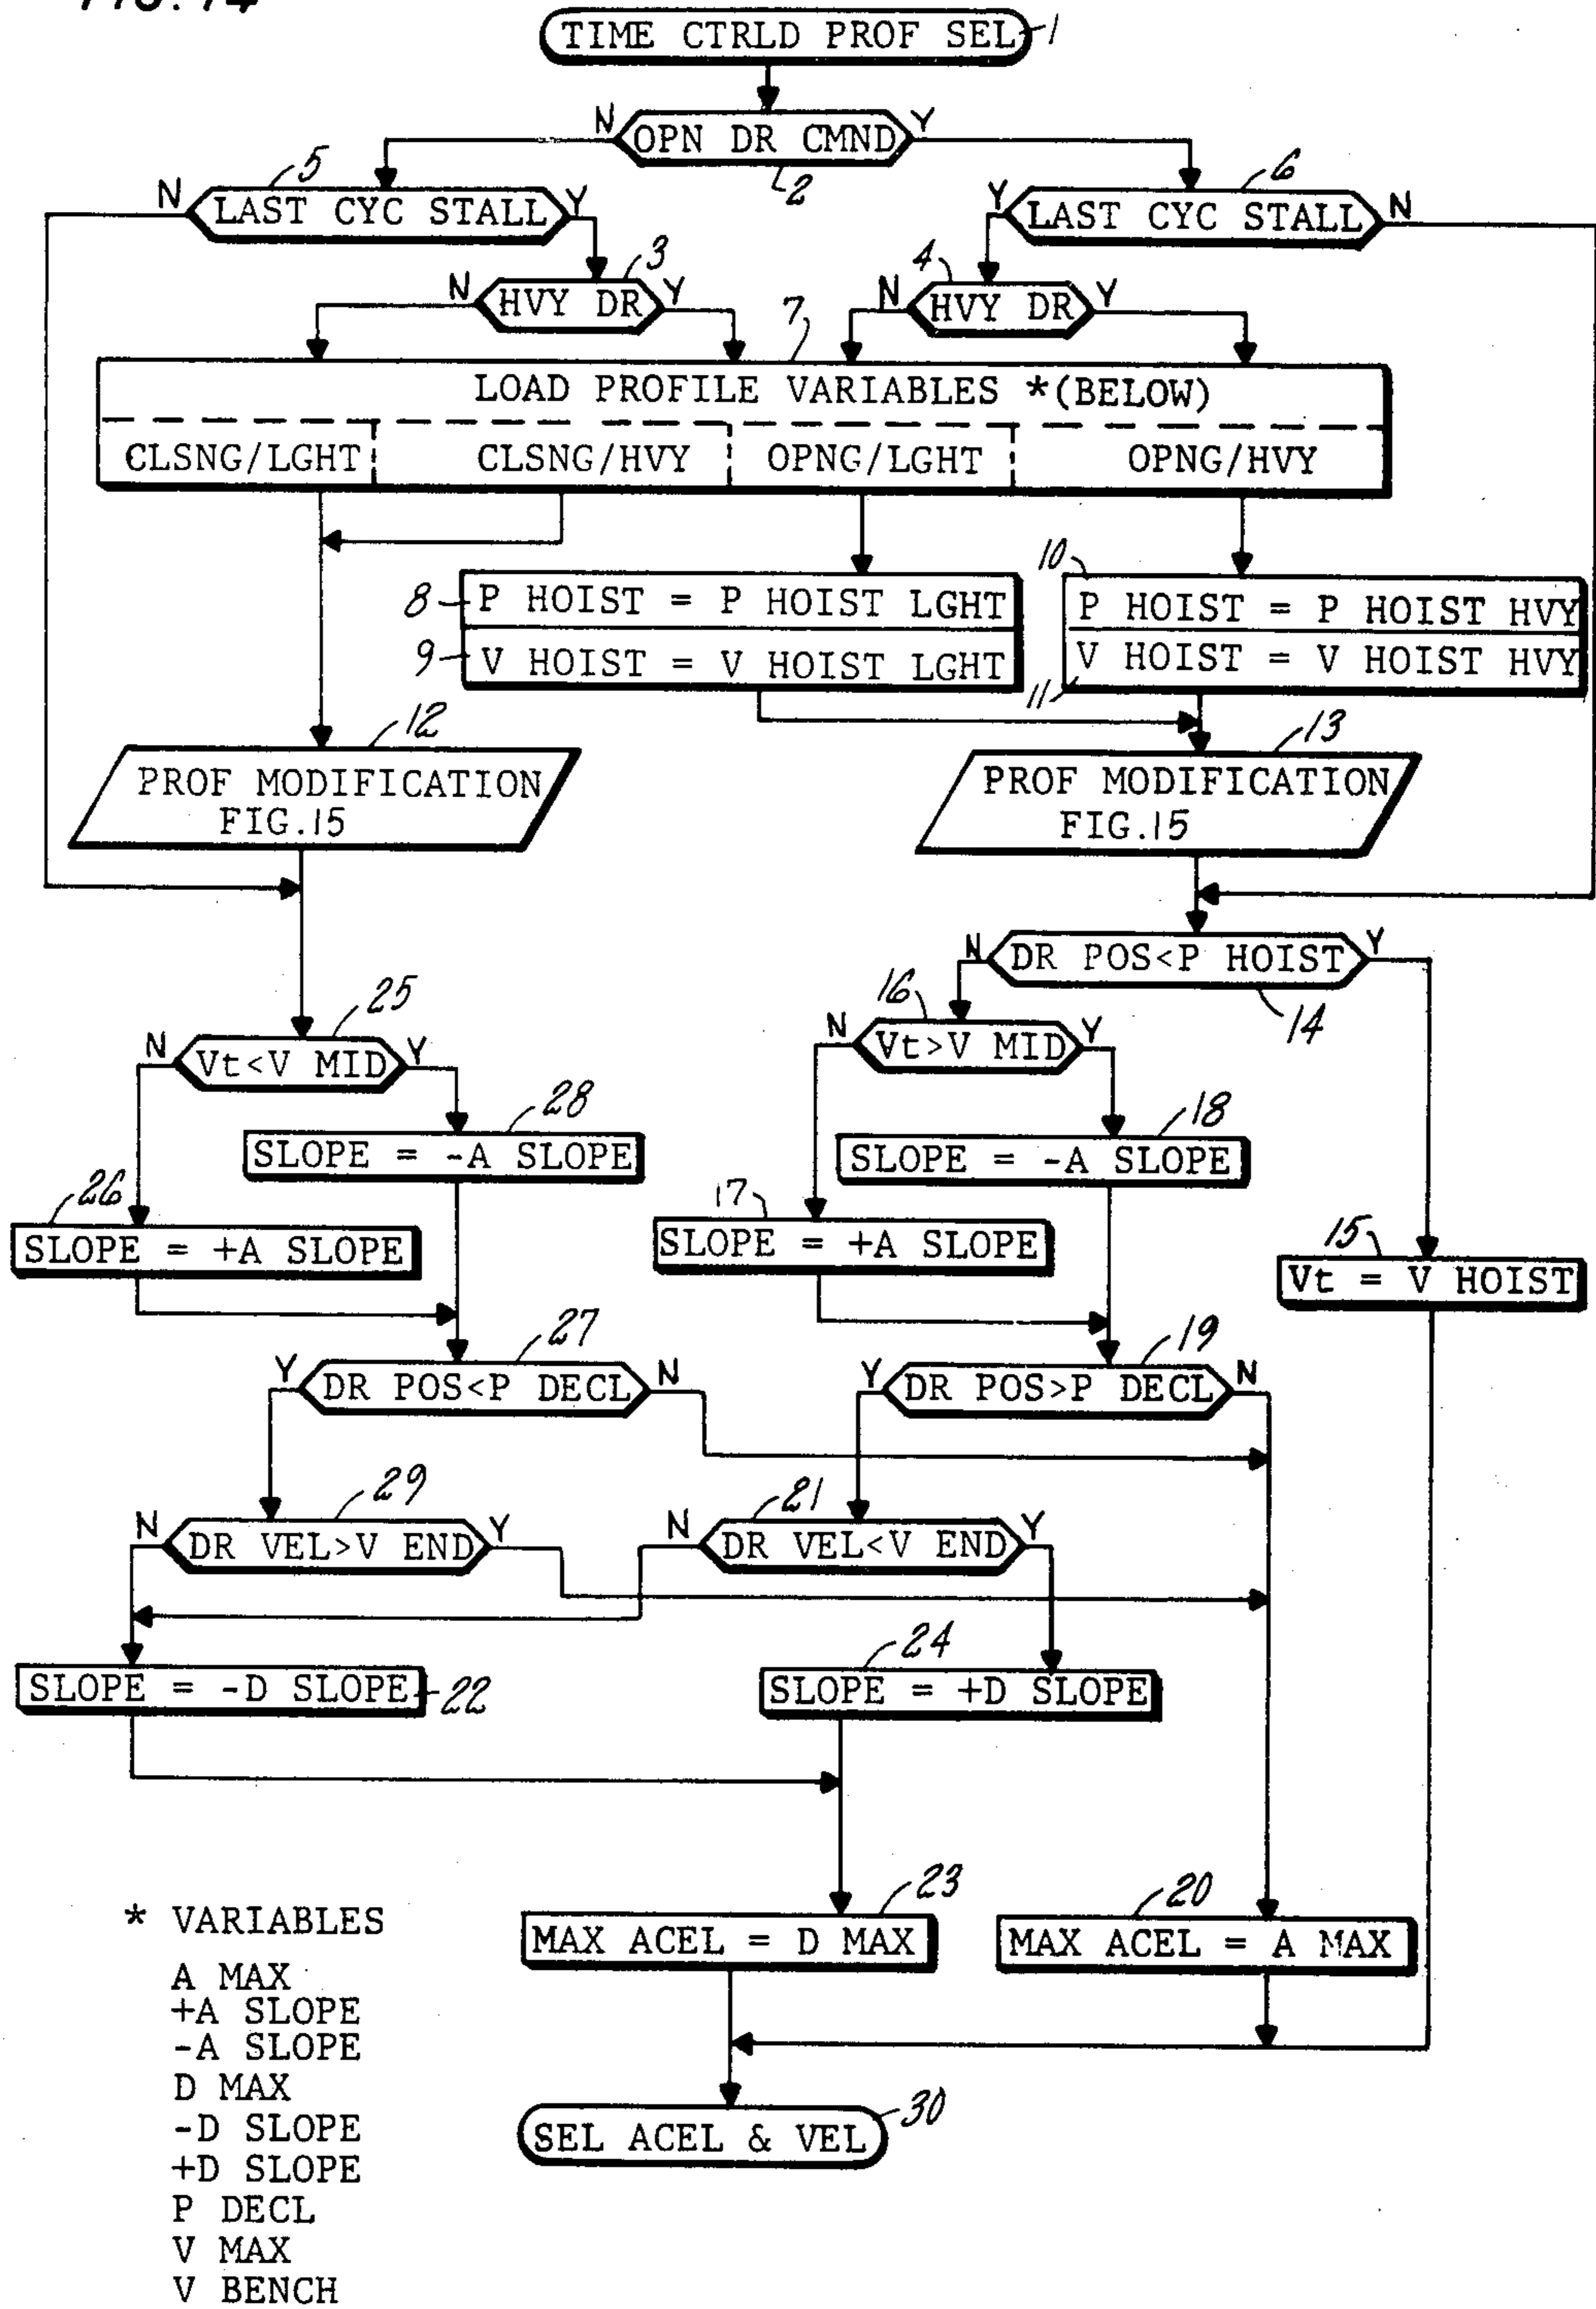 FIG. 14
TIME CTRLD PROF SEL 1
N OPN DR CMND Y
2
5 6
N LAST CYC STALL Y
Y LAST CYC STALL N
3 4
N HVY DR Y
N HVY DR Y
7
LOAD PROFILE VARIABLES *(BELOW)
CLSNG/LGHT CLSNG/HVY OPNG/LGHT OPNG/HVY
8 P HOIST = P HOIST LGHT
9 V HOIST = V HOIST LGHT
10 P HOIST = P HOIST HVY
11 V HOIST = V HOIST HVY
12
PROF MODIFICATION
FIG.15
13
PROF MODIFICATION
FIG.15
N DR POS<P HOIST Y
14
25
N Vt<V MID Y
16
N Vt>V MID Y
28
SLOPE = -A SLOPE
18
SLOPE = -A SLOPE
26
SLOPE = +A SLOPE
17
SLOPE = +A SLOPE
15
Vt = V HOIST
27
Y DR POS<P DECL N
19
Y DR POS>P DECL N
29
N DR VEL>V END Y
21
N DR VEL<V END Y
SLOPE = -D SLOPE 22
24
SLOPE = +D SLOPE
23
MAX ACEL = D MAX
20
MAX ACEL = A MAX
SEL ACEL & VEL 30
* VARIABLES
A MAX
+A SLOPE
-A SLOPE
D MAX
-D SLOPE
+D SLOPE
P DECL
V MAX
V BENCH